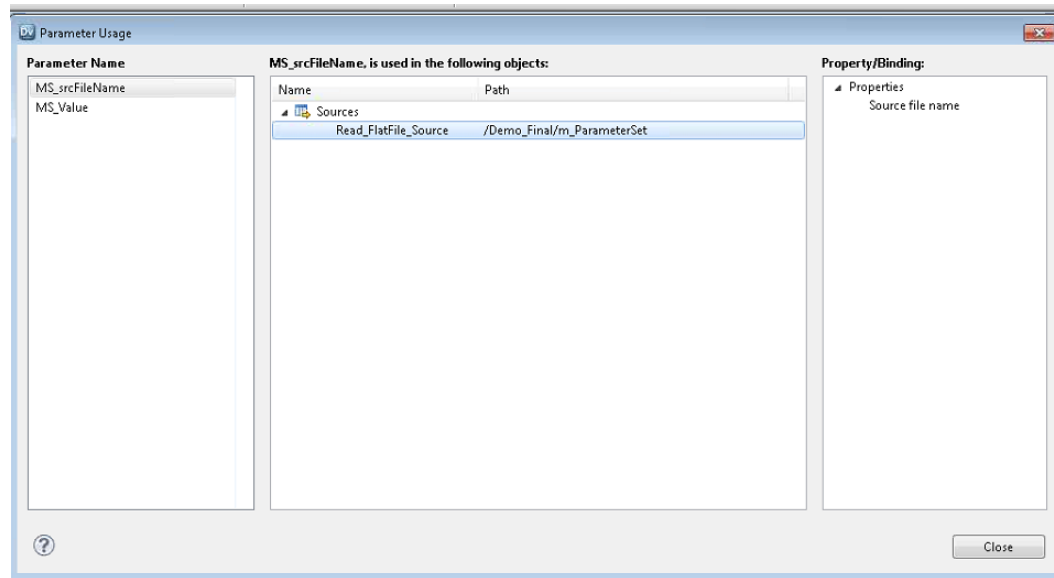 Dv Parameter Usage
Parameter Name
MS_srcFileName
MS_Value
MS_srcFileName, is used in the following objects:
Name Path
Sources
Read_FlatFile_Source /Demo_Final/m_ParameterSet
Property/Binding:
Properties
Source file name
?
Close